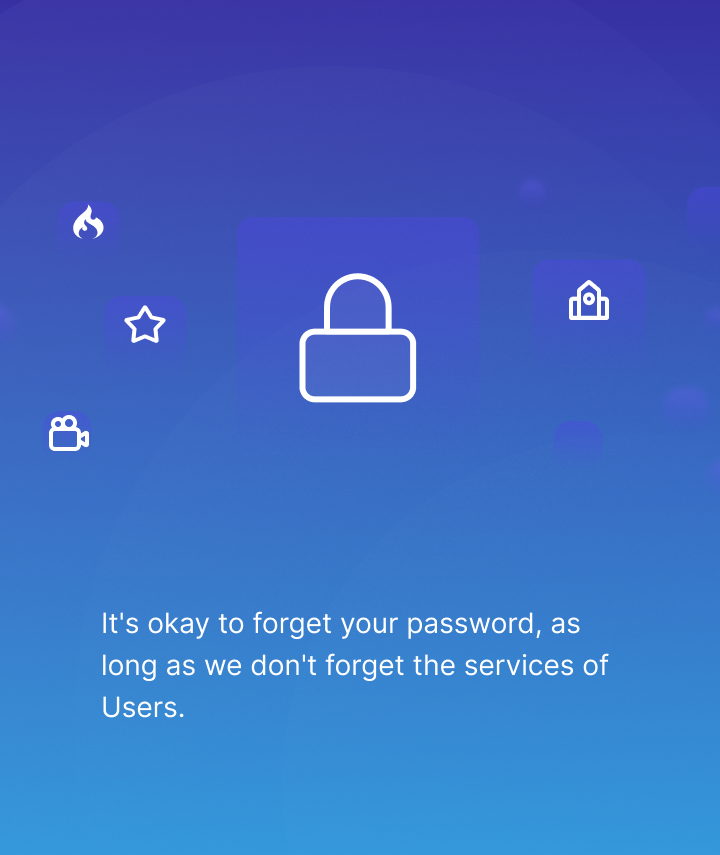 It's okay to forget your password, as
long as we don't forget the services of
Users.